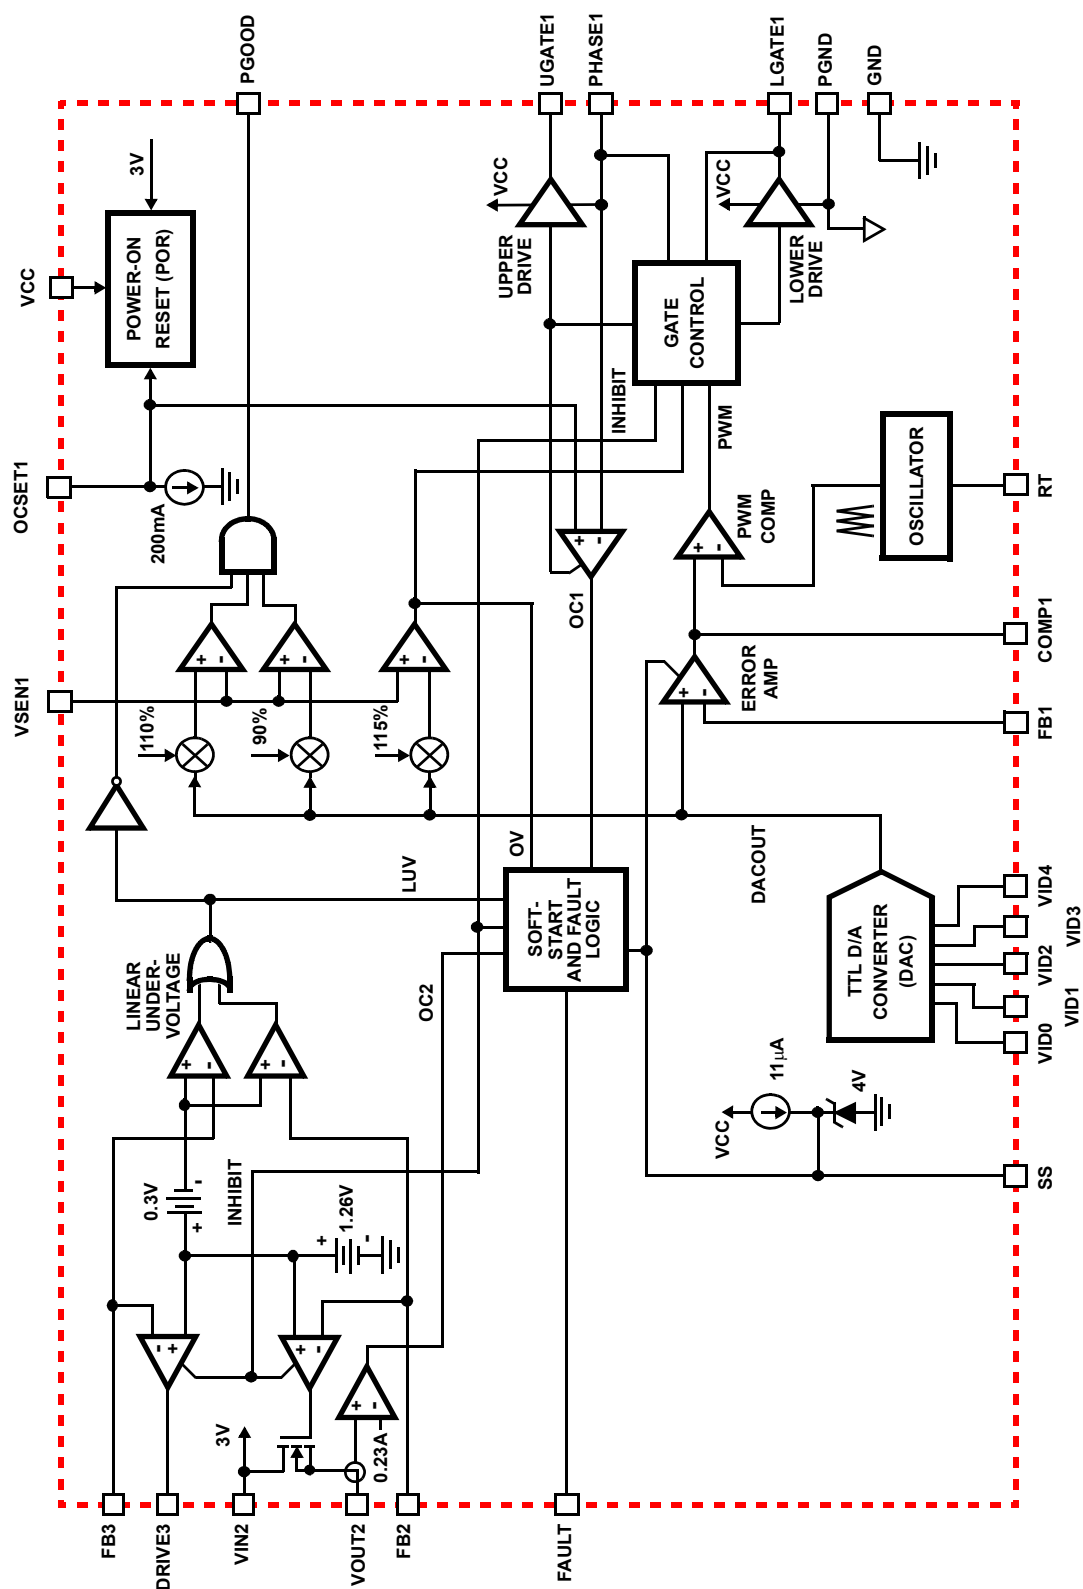 VCC
OCSET1
VSEN1
PGOOD
UGATE1
PHASE1
LGATE1
PGND
GND
3V
POWER-ON
RESET (POR)
200mA
VCC
UPPER
DRIVE
VCC
LOWER
DRIVE
GATE
CONTROL
INHIBIT
PWM
+
-
PWM
COMP
OSCILLATOR
RT
110%
90%
115%
+
-
+
-
+
-
+
-
OC1
+
-
ERROR
AMP
COMP1
FB1
LINEAR
UNDER-
VOLTAGE
+
-
+
-
LUV
OV
OC2
SOFT-
START
AND FAULT
LOGIC
DACOUT
TTL D/A
CONVERTER
(DAC)
VID4
VID3
VID2
VID1
VID0
0.3V
+
-
INHIBIT
1.26V
+
-
-
+
+
-
+
-
0.23A
3V
VCC
11µA
4V
SS
FB3
DRIVE3
VIN2
VOUT2
FB2
FAULT